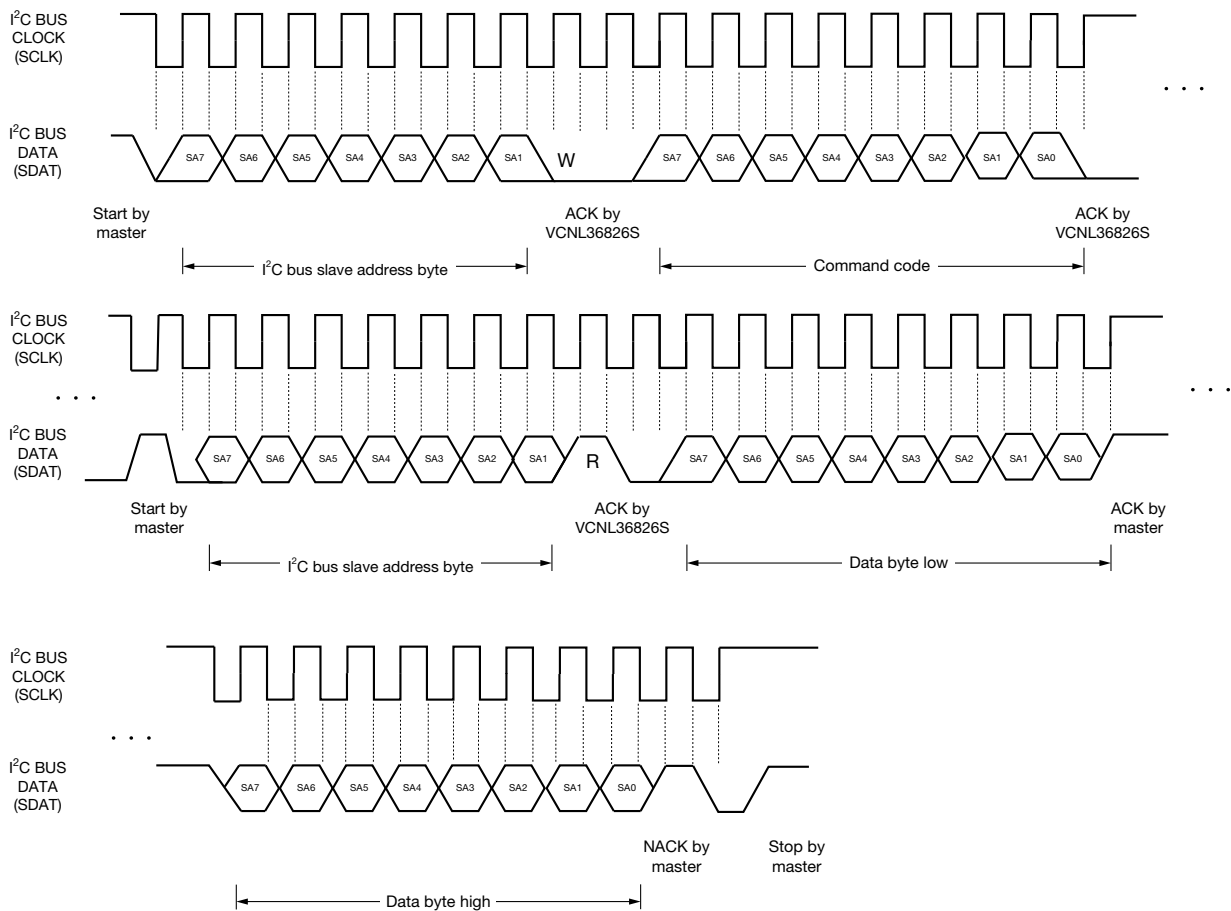 I²C BUS
CLOCK
(SCLK)
. . .
I²C BUS
DATA
(SDAT)
SA7 SA6 SA5 SA4 SA3 SA2 SA1 W SA7 SA6 SA5 SA4 SA3 SA2 SA1 SA0
Start by
master
ACK by
VCNL36826S
ACK by
VCNL36826S
I²C bus slave address byte
Command code
I²C BUS
CLOCK
(SCLK)
. . .
. . .
I²C BUS
DATA
(SDAT)
SA7 SA6 SA5 SA4 SA3 SA2 SA1 R SA7 SA6 SA5 SA4 SA3 SA2 SA1 SA0
Start by
master
ACK by
VCNL36826S
ACK by
master
I²C bus slave address byte
Data byte low
I²C BUS
CLOCK
(SCLK)
. . .
I²C BUS
DATA
(SDAT)
SA7 SA6 SA5 SA4 SA3 SA2 SA1 SA0
NACK by
master
Stop by
master
Data byte high